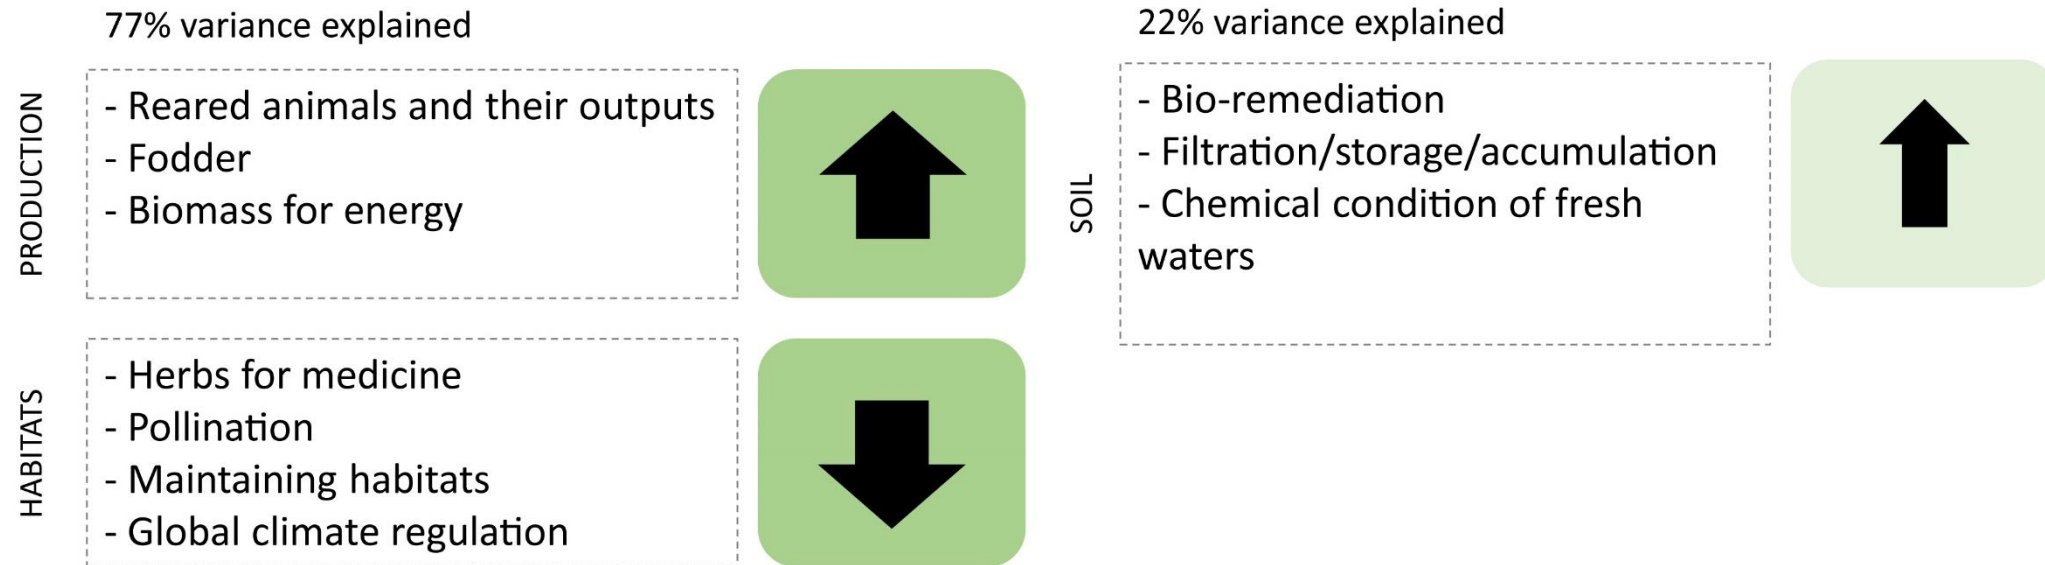 77% variance explained
PRODUCTION
- Reared animals and their outputs
- Fodder
- Biomass for energy
HABITATS
- Herbs for medicine
- Pollination
- Maintaining habitats
- Global climate regulation
22% variance explained
SOIL
- Bio-remediation
- Filtration/storage/accumulation
- Chemical condition of fresh
waters